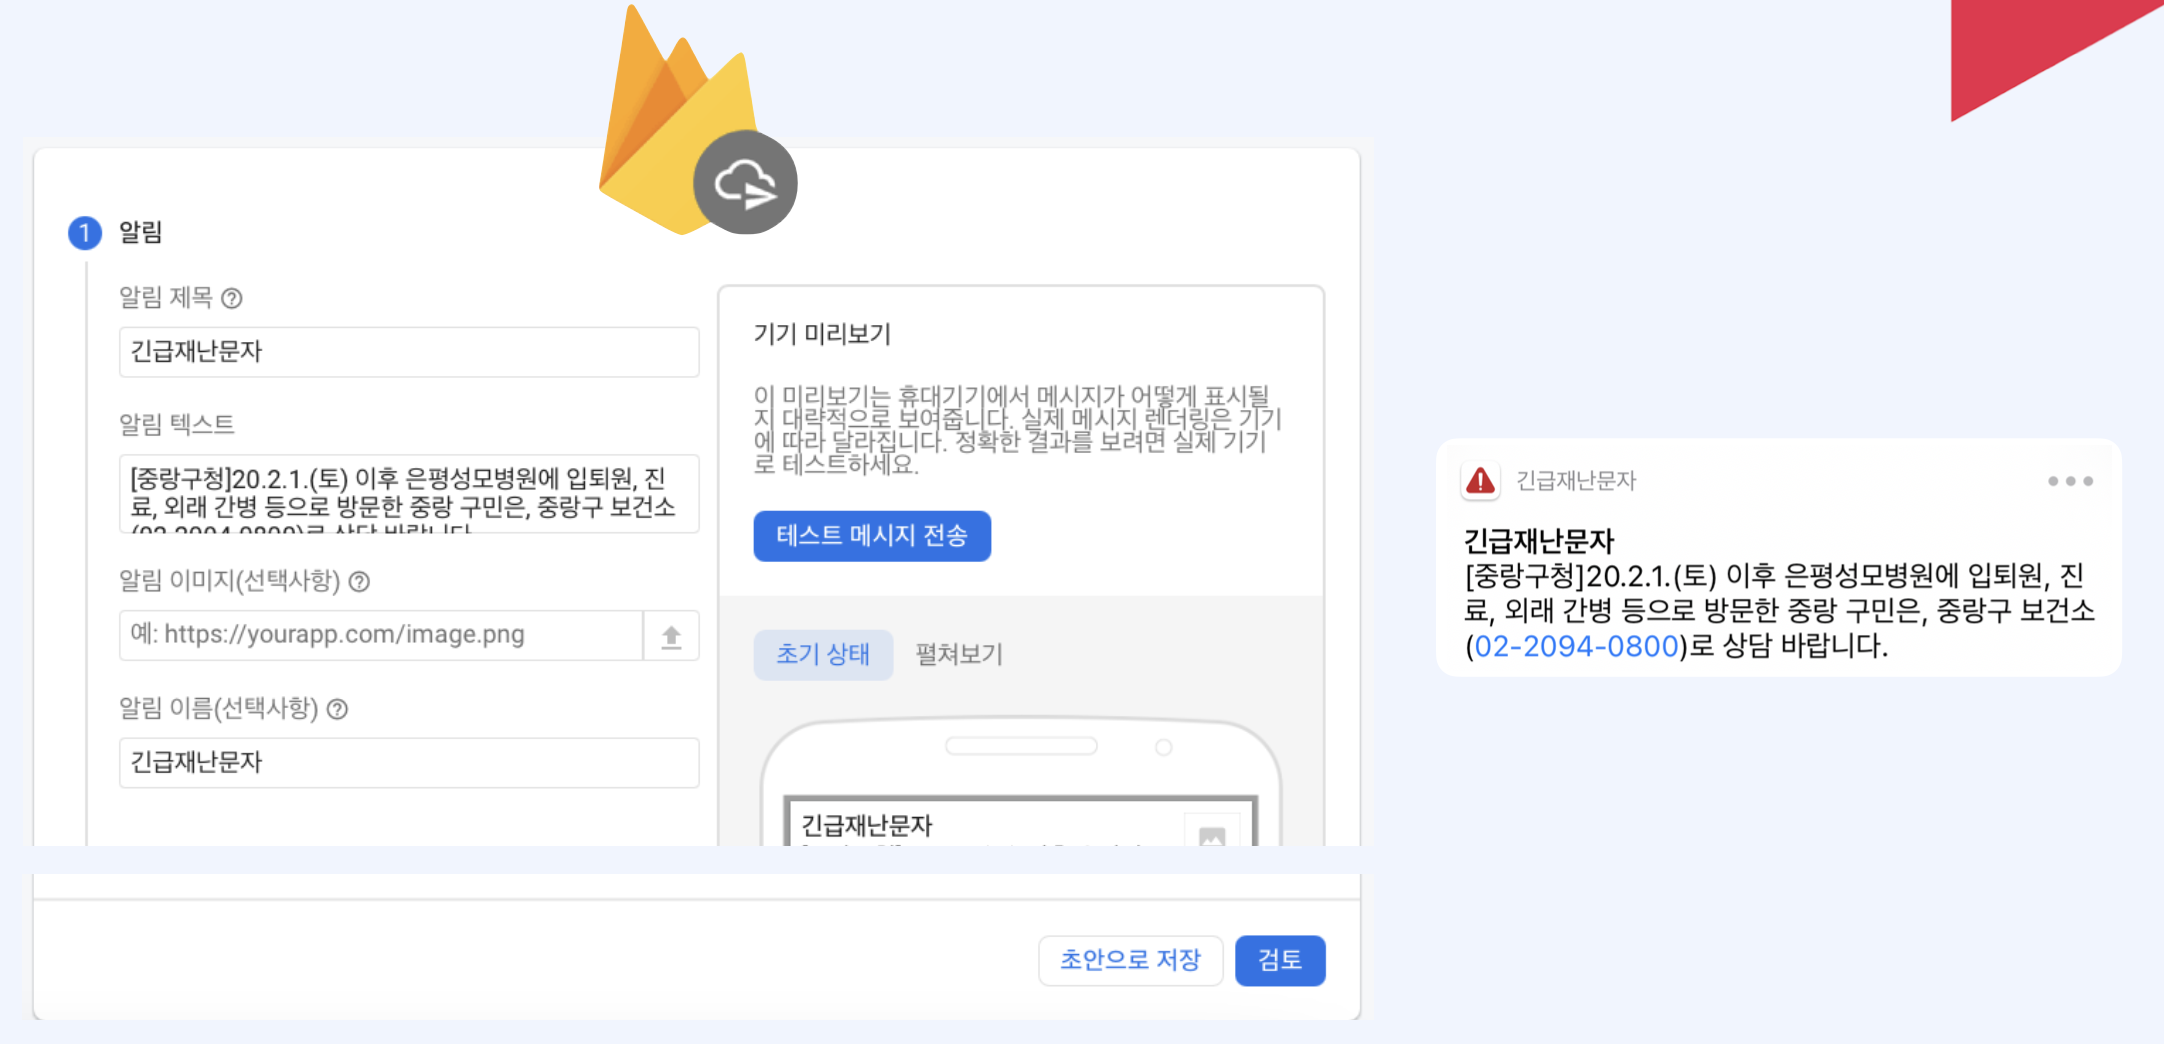 1 알림
알림 제목
긴급재난문자
알림 텍스트
[중랑구청]20.2.1.(토) 이후 은평성모병원에 입퇴원, 진
료, 외래 간병 등으로 방문한 중랑 구민은, 중랑구 보건소
(02-2094-0800)로 상담 바랍니다
알림 이미지(선택사항)
예: https://yourapp.com/image.png
알림 이름(선택사항)
긴급재난문자
기기 미리보기
이 미리보기는 휴대기기에서 메시지가 어떻게 표시될
지 대략적으로 보여줍니다. 실제 메시지 렌더링은 기기
에 따라 달라집니다. 정확한 결과를 보려면 실제 기기
로 테스트하세요.
테스트 메시지 전송
초기 상태 펼쳐보기
긴급재난문자
초안으로 저장 검토
긴급재난문자
긴급재난문자
[중랑구청]20.2.1.(토) 이후 은평성모병원에 입퇴원, 진
료, 외래 간병 등으로 방문한 중랑 구민은, 중랑구 보건소
(02-2094-0800)로 상담 바랍니다.